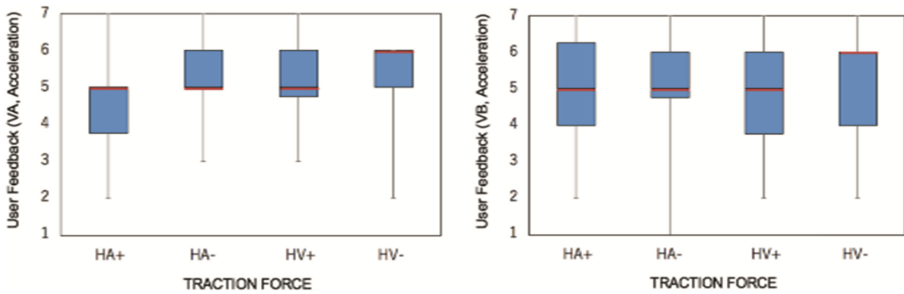 User Feedback (VA, Acceleration)
7
6
5
4
3
2
1
HA+ HA- HV+ HV-
TRACTION FORCE
User Feedback (VB, Acceleration)
7
6
5
4
3
2
1
HA+ HA- HV+ HV-
TRACTION FORCE